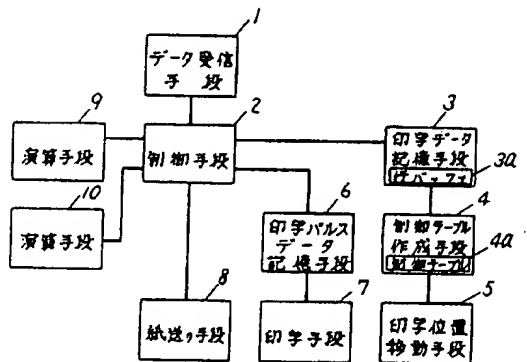 1
データ受信
手段
9
演算手段
2
制御手段
3
印字データ
記憶手段
行バッファ
3a
10
演算手段
6
印字パルス
データ
記憶手段
4
制御テーブル
作成手段
制御テーブル
4a
8
紙送り手段
7
印字手段
5
印字位置
移動手段